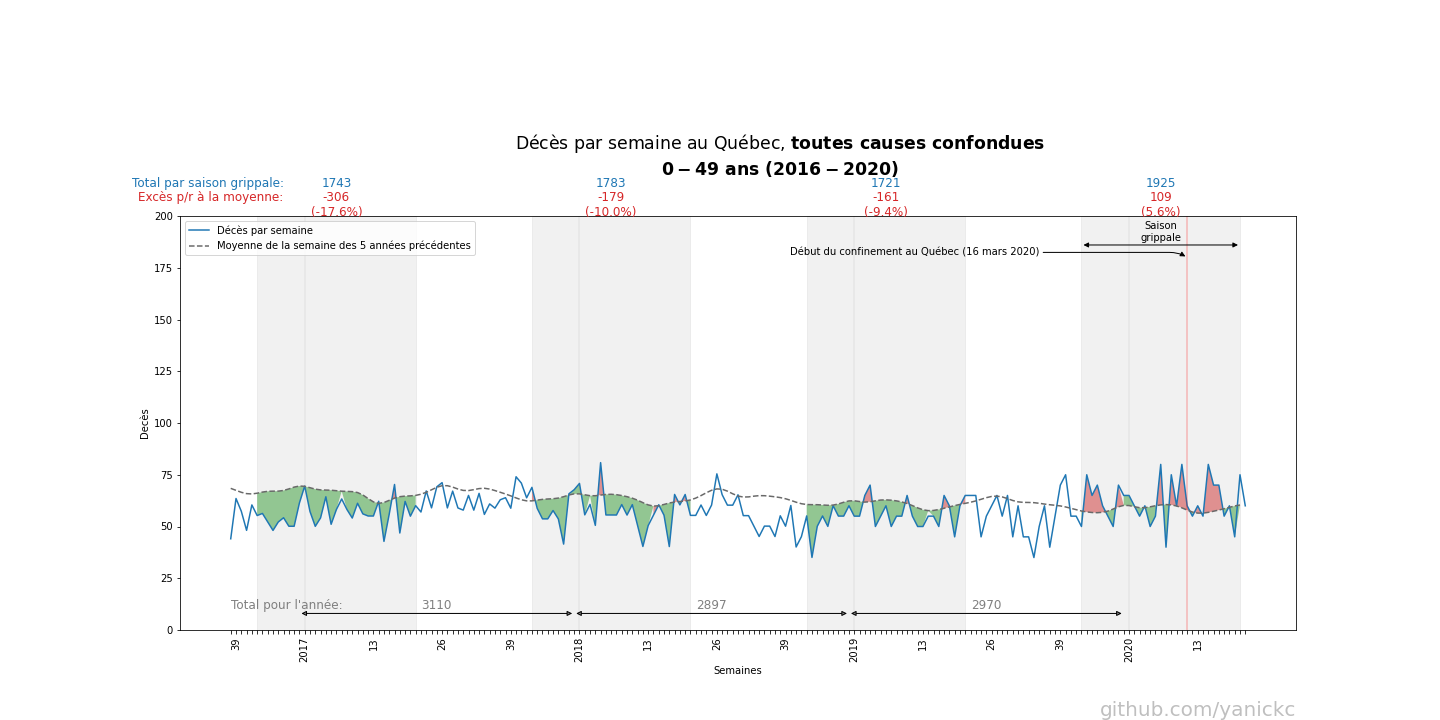 Décès par semaine au Québec, toutes causes confondues
0 – 49 ans (2016 – 2020)
Total par saison grippale: 1743 1783 1721 1925
Excès p/r à la moyenne: -306 -179 -161 109
(-17.6%) (-10.0%) (-9.4%) (5.6%)
Décès par semaine
Moyenne de la semaine des 5 années précédentes
Saison
grippale
Début du confinement au Québec (16 mars 2020)
200
175
150
125
100
75
50
25
0
Decès
Total pour l'année: 3110 2897 2970
39 2017 13 26 39 2018 13 26 39 2019 13 26 39 2020 13
Semaines
github.com/yanickc